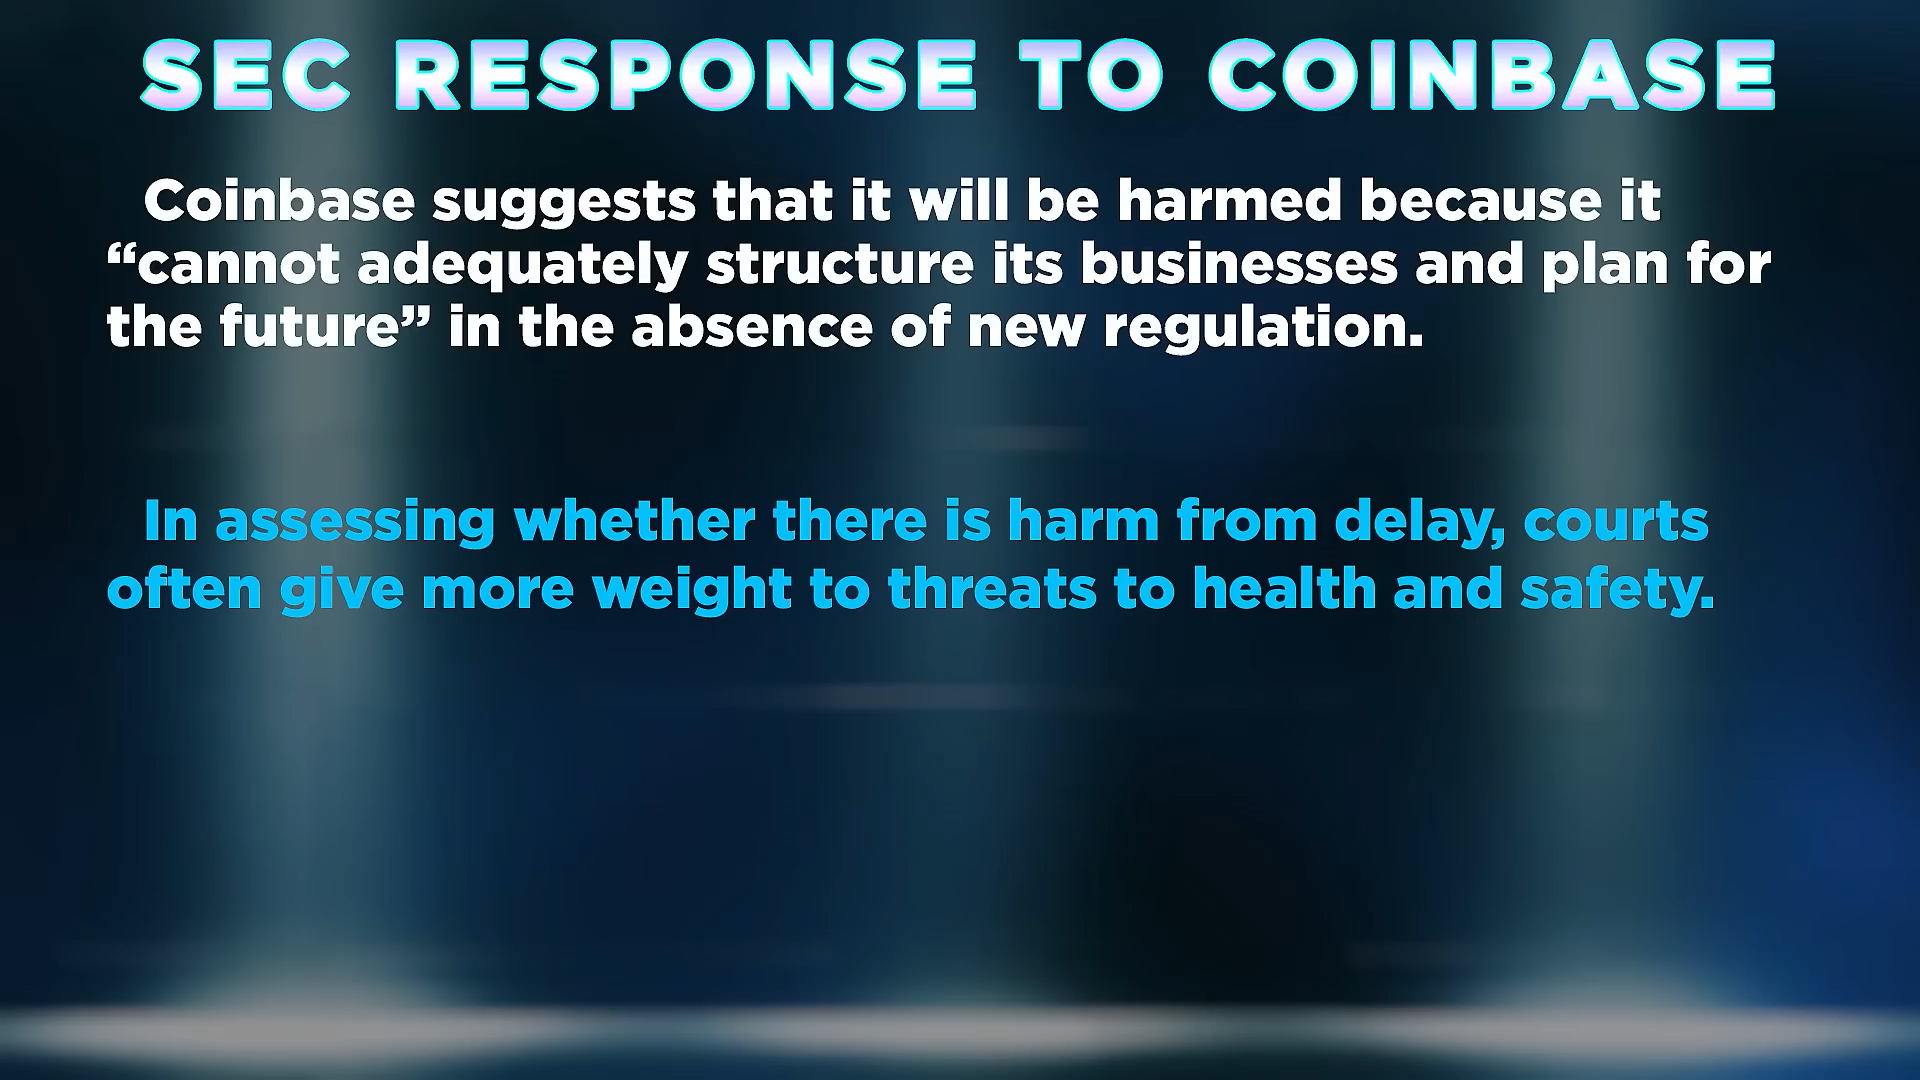 SEC RESPONSE TO COINBASE
Coinbase suggests that it will be harmed because it
“cannot adequately structure its businesses and plan for
the future” in the absence of new regulation.
In assessing whether there is harm from delay, courts
often give more weight to threats to health and safety.